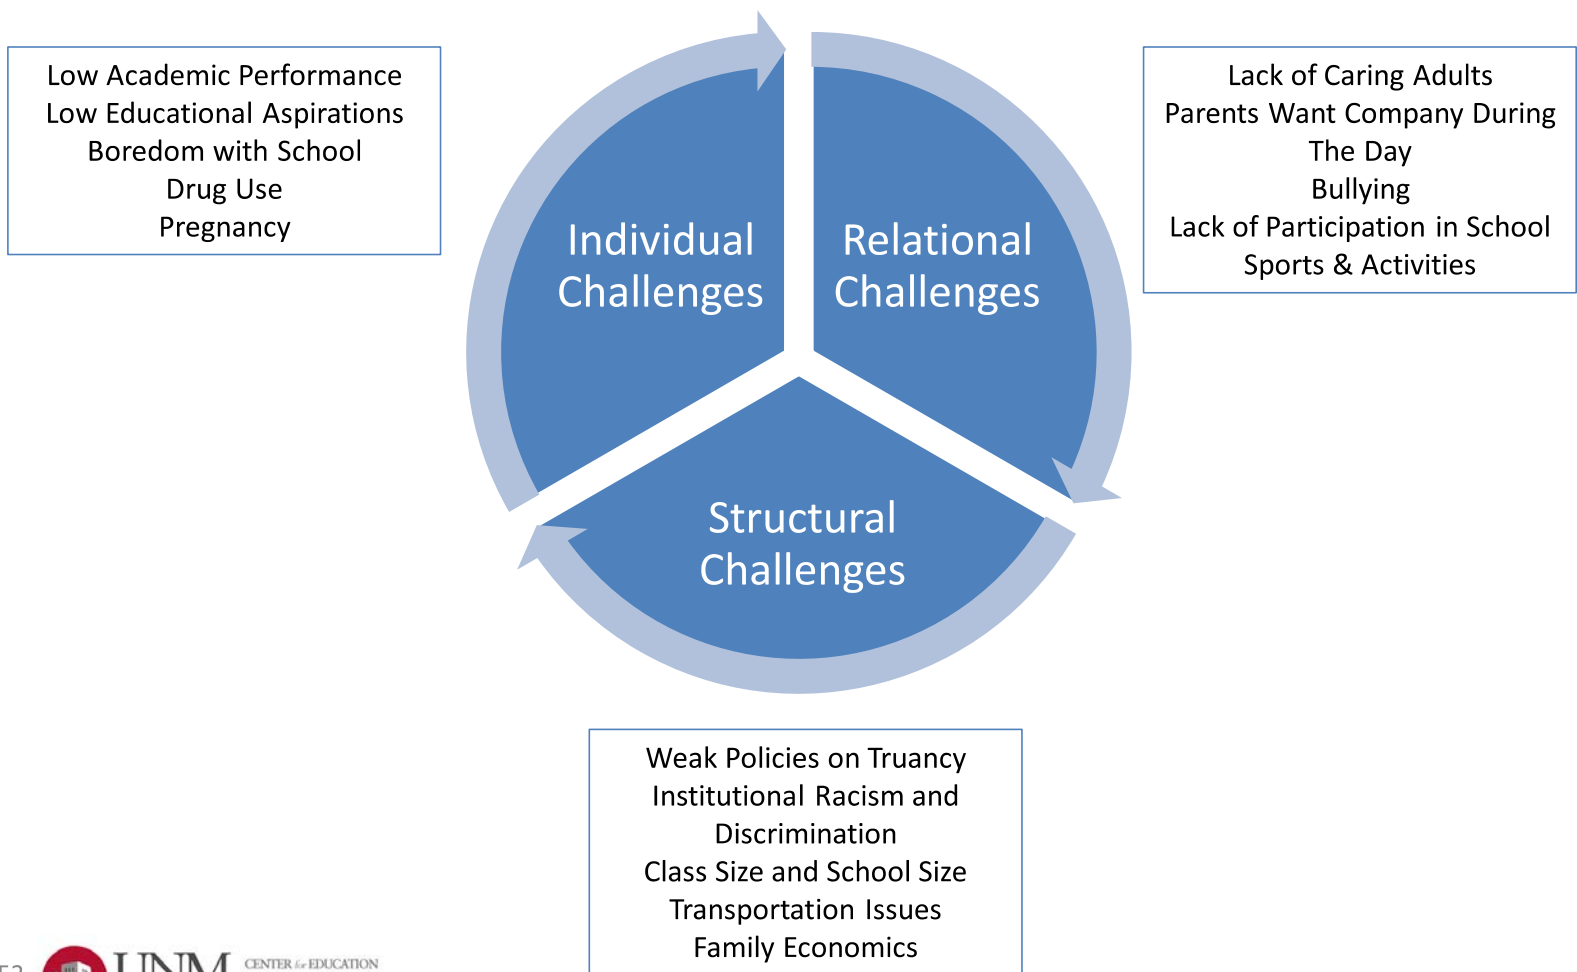 Low Academic Performance
Low Educational Aspirations
Boredom with School
Drug Use
Pregnancy
Individual
Challenges
Relational
Challenges
Lack of Caring Adults
Parents Want Company During
The Day
Bullying
Lack of Participation in School
Sports & Activities
Structural
Challenges
Weak Policies on Truancy
Institutional Racism and
Discrimination
Class Size and School Size
Transportation Issues
Family Economics
UNM
CENTER for EDUCATION